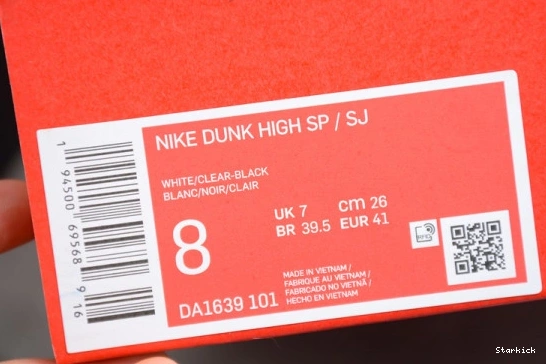 NIKE DUNK HIGH SP / SJ
WHITE/CLEAR-BLACK
BLANC/NOIR/CLAIR
8
UK 7 cm 26
BR 39.5 EUR 41
MADE IN VIETNAM /
FABRIQUE AU VIETNAM /
FABRICADO NO VIETNÃ /
HECHO EN VIETNAM
DA1639 101
1 94500 69568 9 16
Starkick